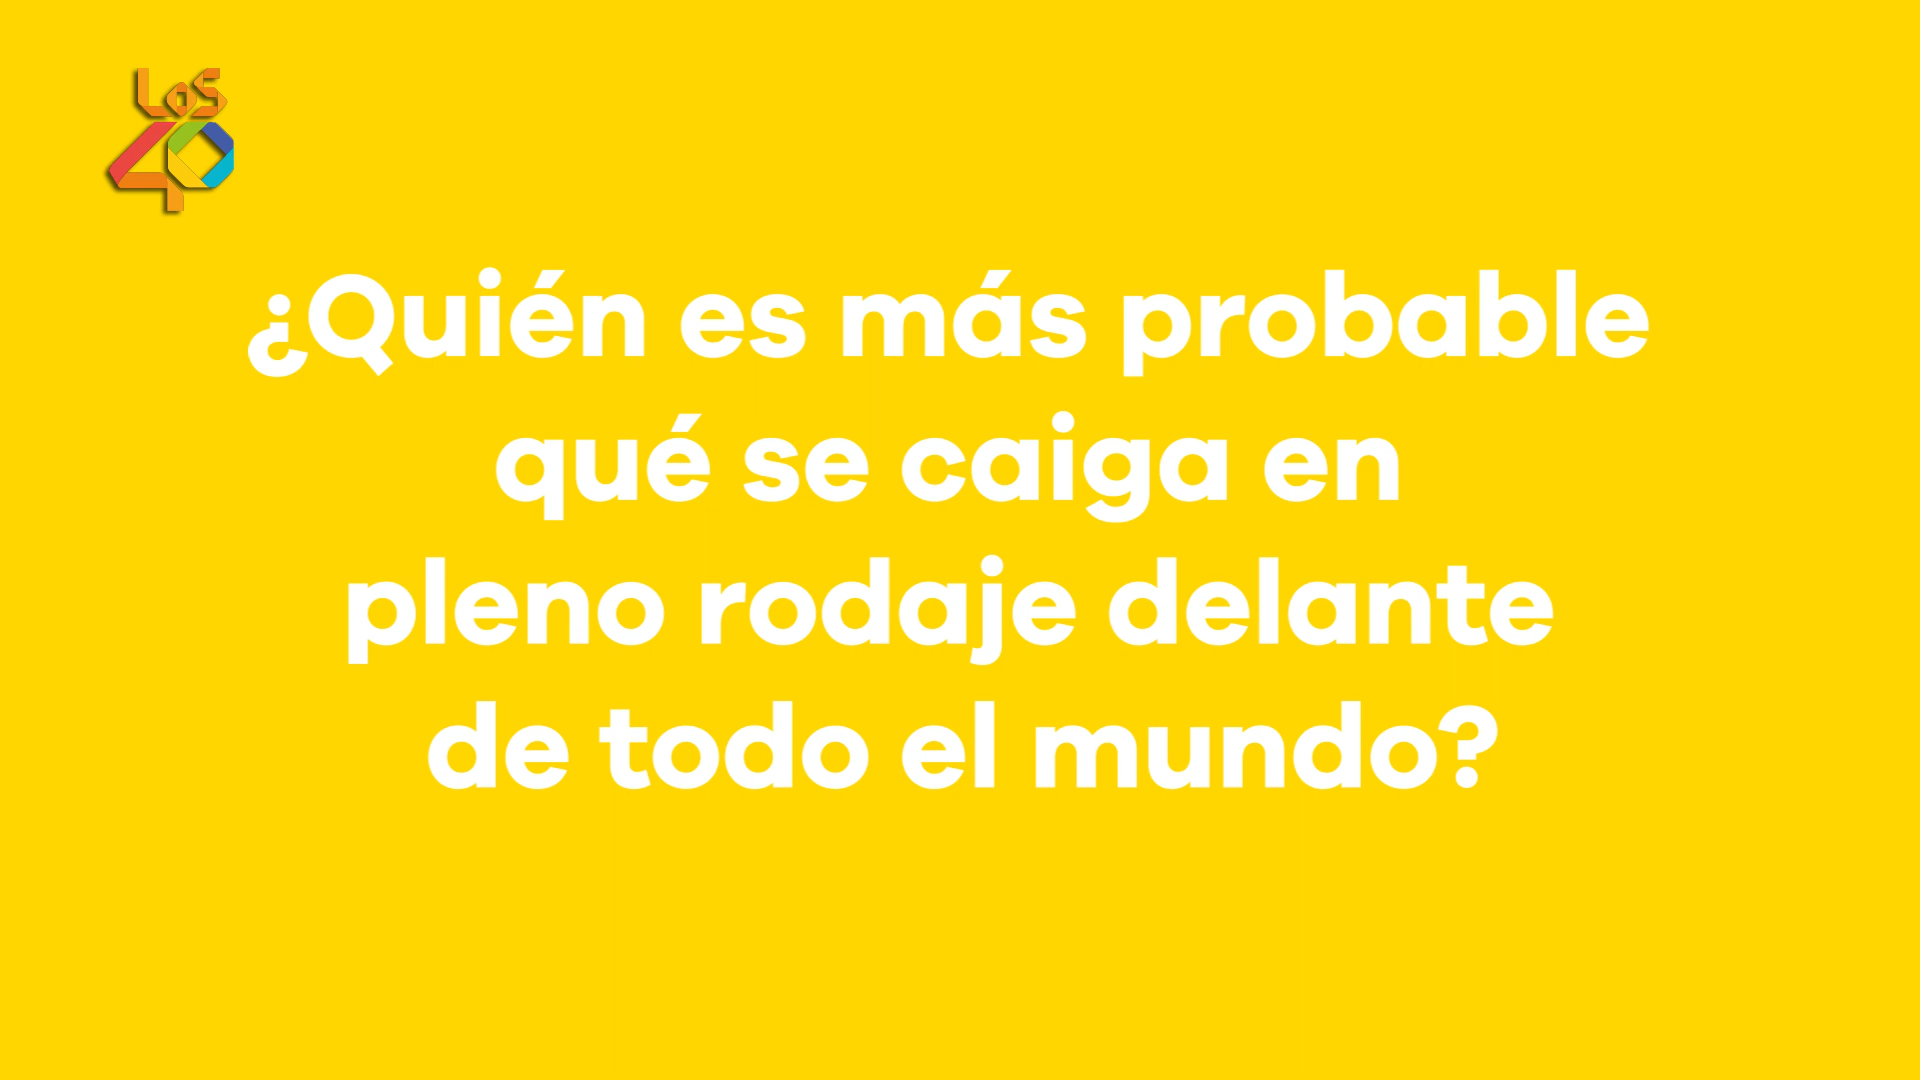 Los
40
¿Quién es más probable
qué se caiga en
pleno rodaje delante
de todo el mundo?